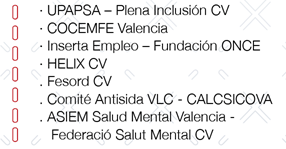 · UPAPSA – Plena Inclusión CV
· COCEMFE Valencia
· Inserta Empleo – Fundación ONCE
· HELIX CV
. Fesord CV
. Comité Antisida VLC - CALCSICOVA
. ASIEM Salud Mental Valencia -
Federació Salut Mental CV